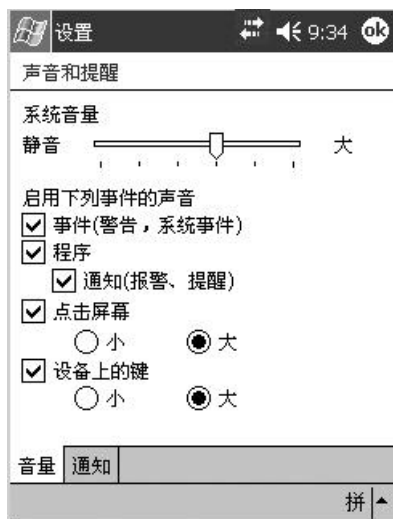 设置 9:34 ok
声音和提醒
系统音量
静音 大
启用下列事件的声音
事件(警告，系统事件)
程序
通知(报警、提醒)
点击屏幕
小 大
设备上的键
小 大
音量 通知
拼